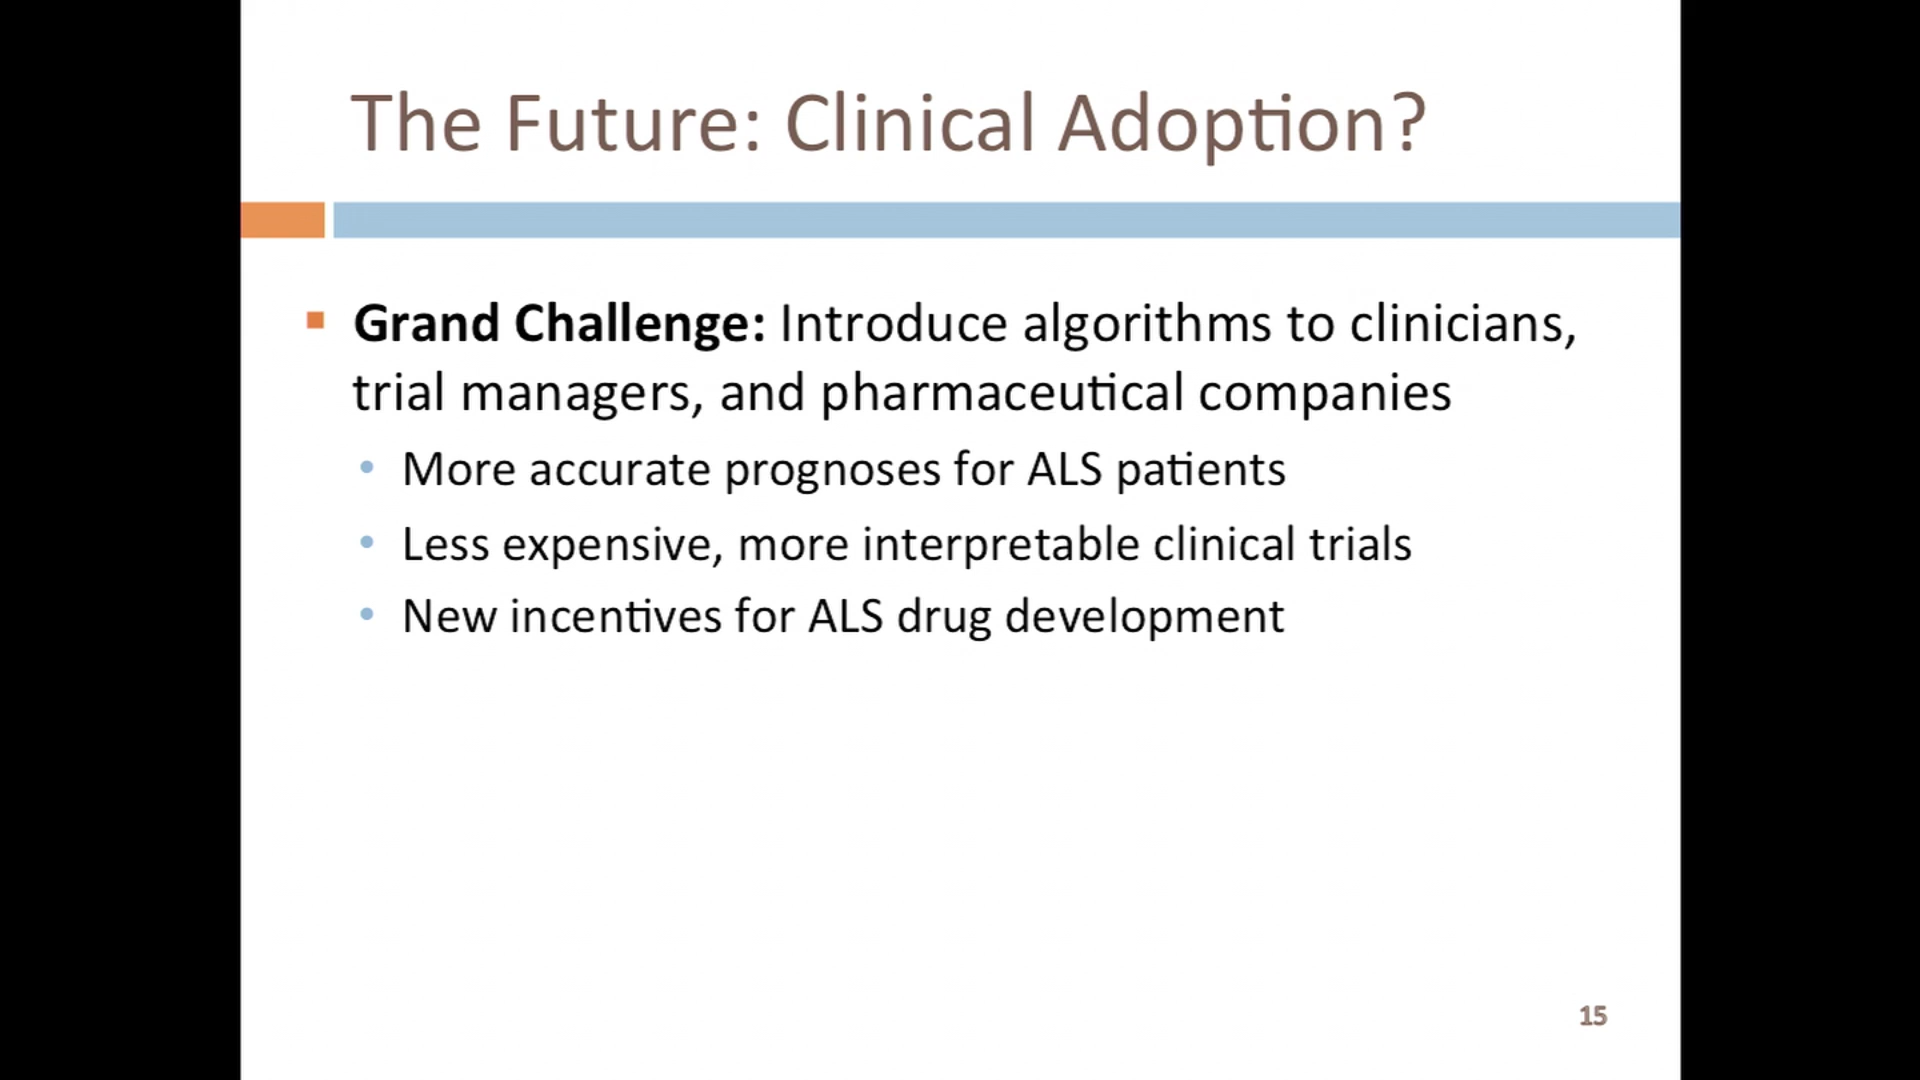 The Future: Clinical Adoption?
Grand Challenge: Introduce algorithms to clinicians,
trial managers, and pharmaceutical companies
More accurate prognoses for ALS patients
Less expensive, more interpretable clinical trials
New incentives for ALS drug development
15